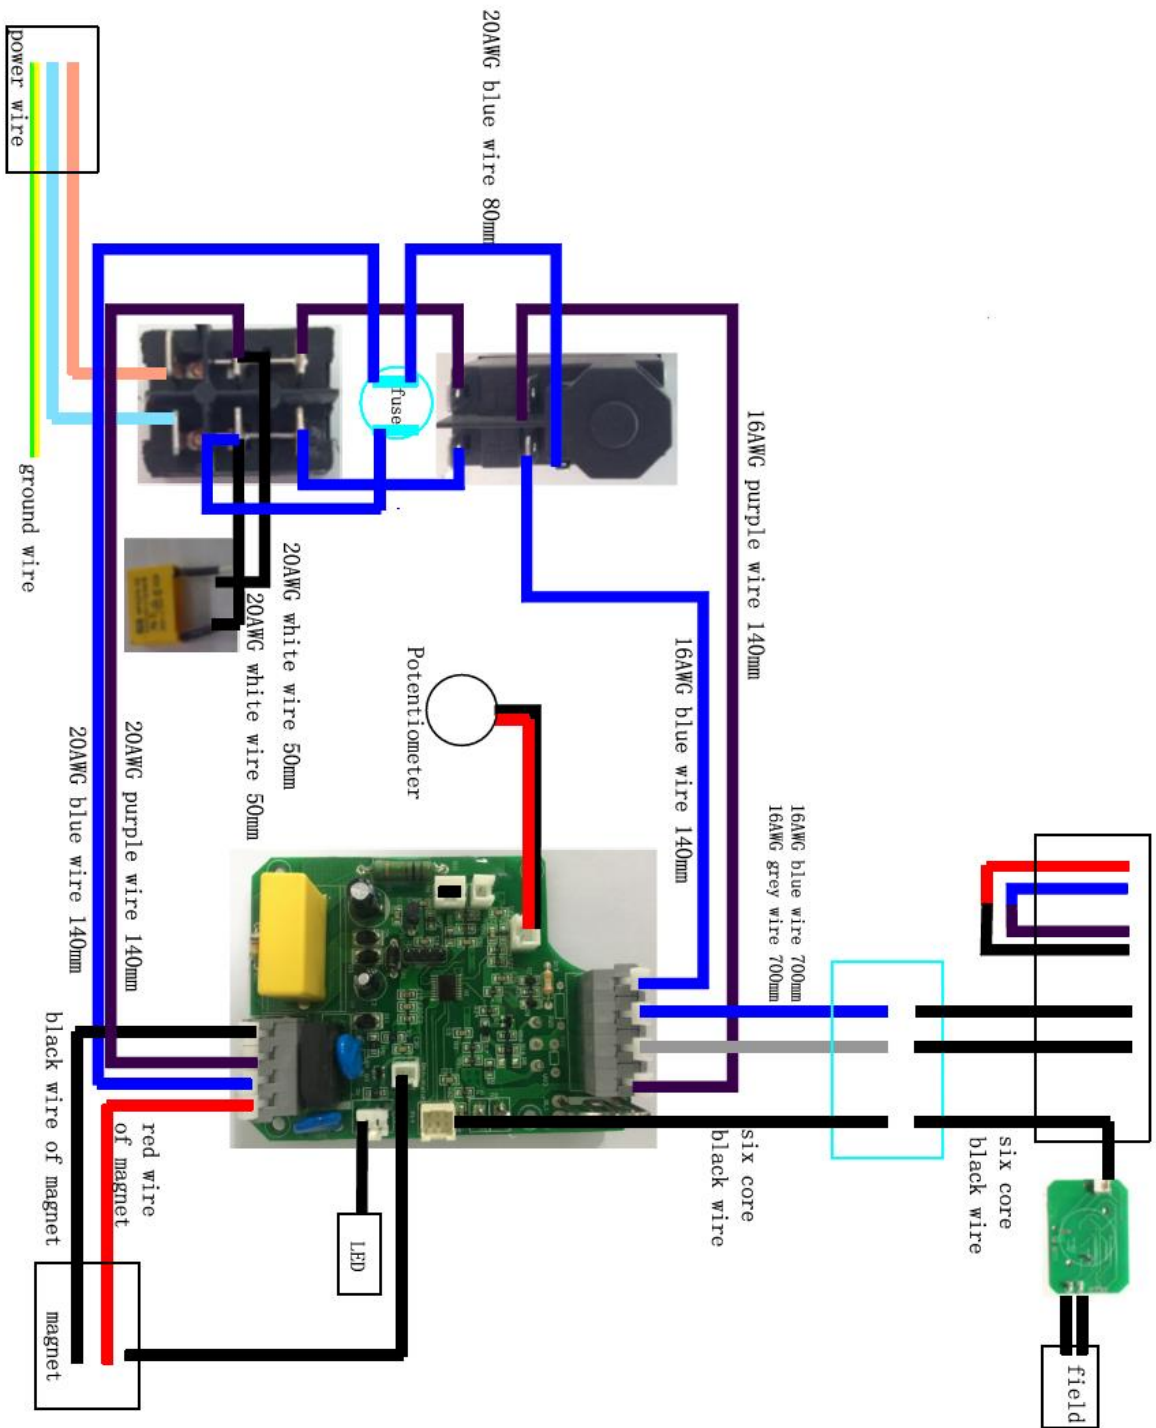 power wire
20AWG blue wire 80mm
fuse
ground wire
16AWG purple wire 140mm
20AWG white wire 50mm
20AWG white wire 50mm
Potentiometer
16AWG blue wire 140mm
20AWG purple wire 140mm
20AWG blue wire 140mm
16AWG blue wire 700mm
16AWG grey wire 700mm
black wire of magnet
red wire
of magnet
six core
black wire
six core
black wire
LED
magnet
field